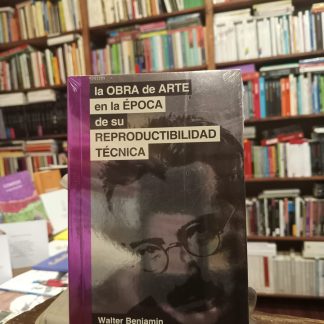 la OBRA de ARTE
en la ÉPOCA
de su
REPRODUCTIBILIDAD
TÉCNICA
Walter Benjamin